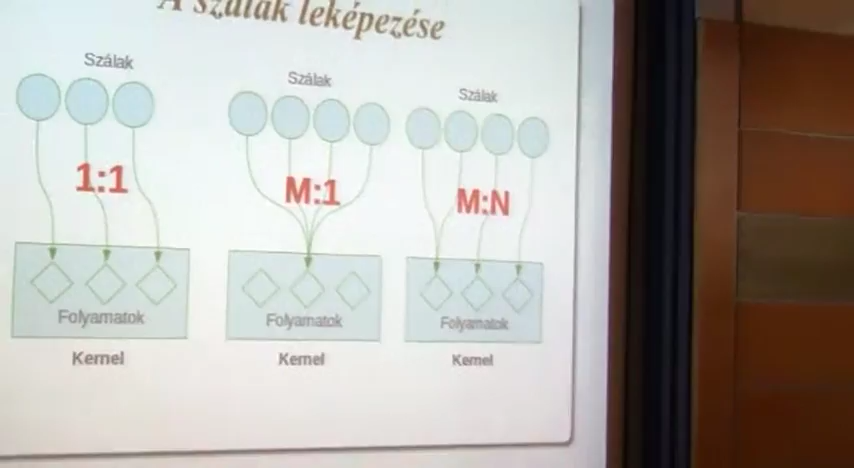 A szálak leképezése
Szálak
1:1
Folyamatok
Kernel
Szálak
M:1
Folyamatok
Kernel
Szálak
M:N
Folyamatok
Kernel